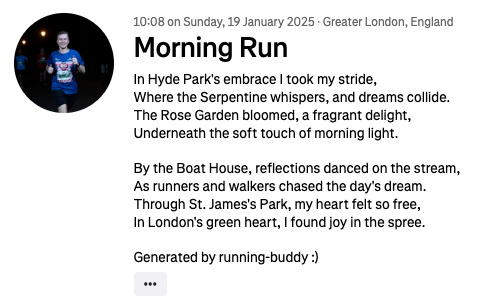 10:08 on Sunday, 19 January 2025 · Greater London, England
Morning Run
In Hyde Park's embrace I took my stride,
Where the Serpentine whispers, and dreams collide.
The Rose Garden bloomed, a fragrant delight,
Underneath the soft touch of morning light.
By the Boat House, reflections danced on the stream,
As runners and walkers chased the day's dream.
Through St. James's Park, my heart felt so free,
In London's green heart, I found joy in the spree.
Generated by running-buddy :)